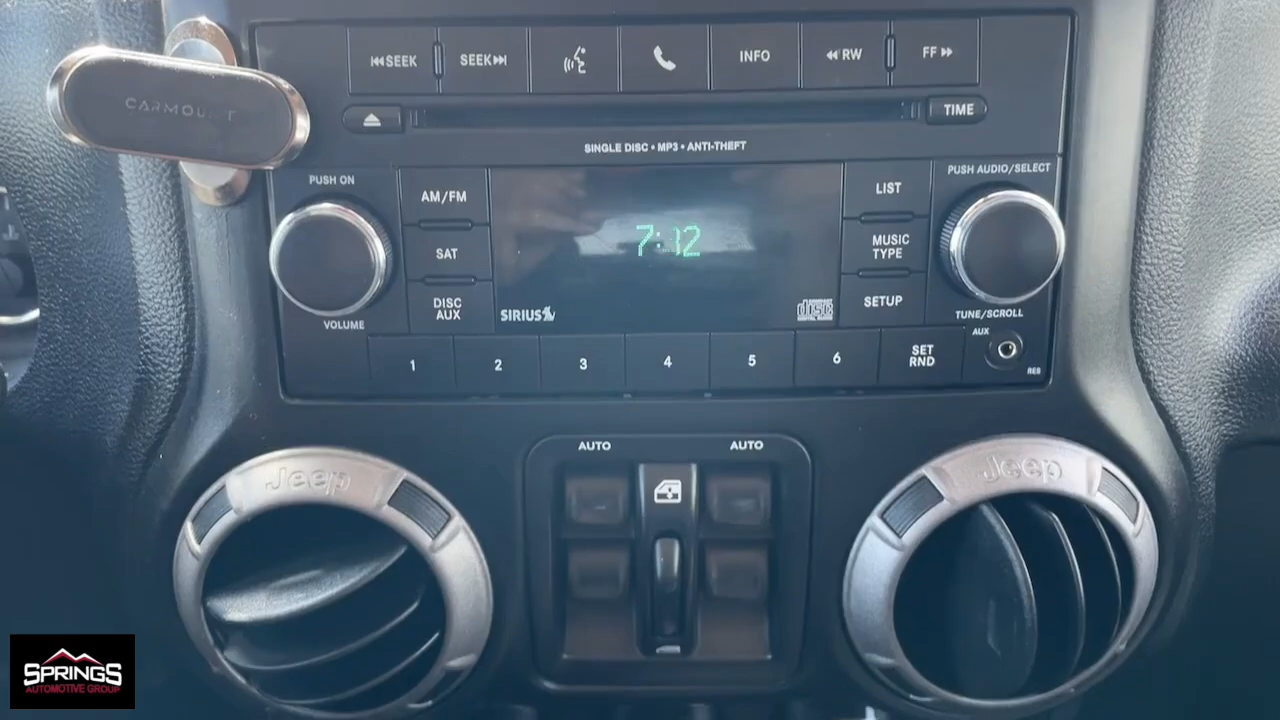 SEEK
SEEK
INFO
RW
FF
CARMOUNT
TIME
SINGLE DISC • MP3 • ANTI-THEFT
PUSH ON
PUSH AUDIO/SELECT
AM/FM
LIST
SAT
7:12
MUSIC
TYPE
DISC
AUX
SETUP
SIRIUS
disc
VOLUME
TUNE/SCROLL
AUX
1
2
3
4
5
6
SET
RND
RES
AUTO
AUTO
Jeep
Jeep
SPRINGS
AUTOMOTIVE GROUP